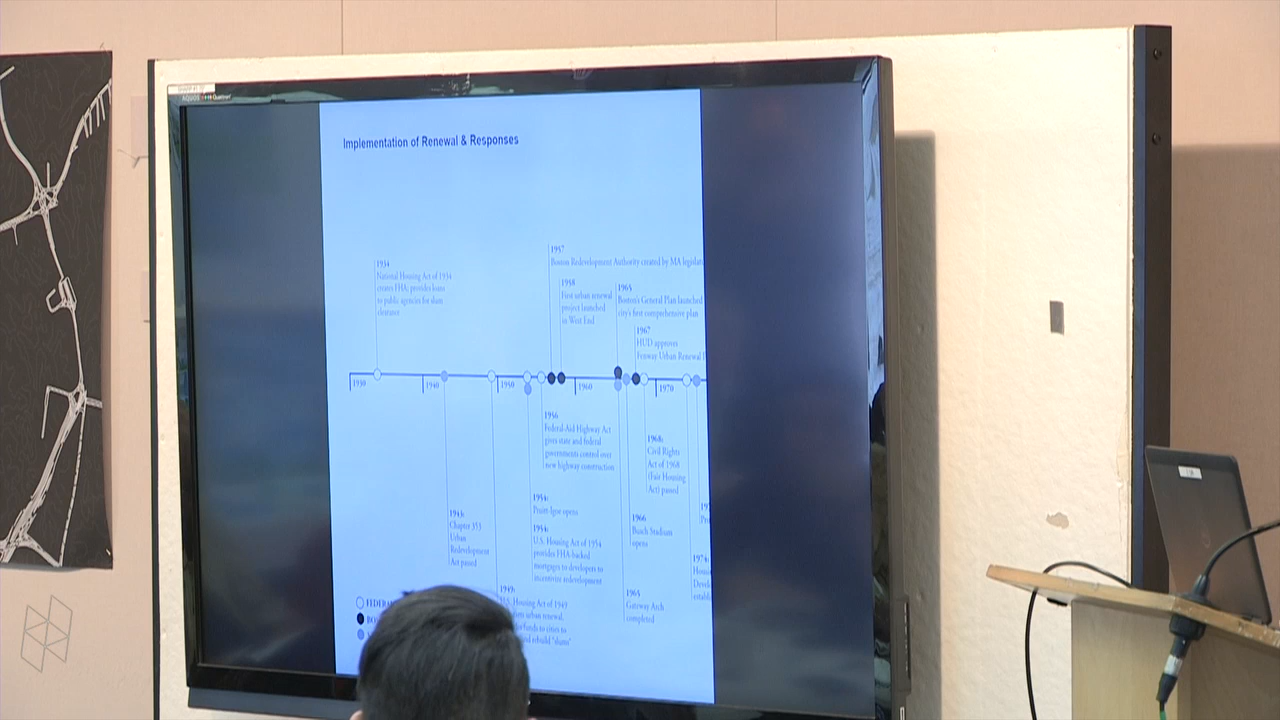 Implementation of Renewal & Responses
1957
Boston Redevelopment Authority created by MA
1934
National Housing Act of 1934
creates FHA; provides loans
to public agencies for slum
clearance
1958
First urban renewal
project launched
in West End
1965
Boston's General Plan launched
city's first comprehensive plan
1967
HUD approves
Fenway Urban Renewal
1930
1940
1950
1960
1970
1956
Federal-Aid Highway Act
gives state and federal
governments control over
new highway construction
1968:
Civil Rights
Act of 1968
(Fair Housing
Act) passed
1954:
Pruitt-Igoe opens
1954:
U.S. Housing Act of 1954
provides FHA-backed
mortgages to developers to
incentivize redevelopment
1943:
Chapter 353
Urban
Redevelopment
Act passed
1966
Busch Stadium
opens
1974:
1965
Gateway Arch
completed
1949:
U.S. Housing Act of 1949
urban renewal,
funds to cities to
rebuild "slums"